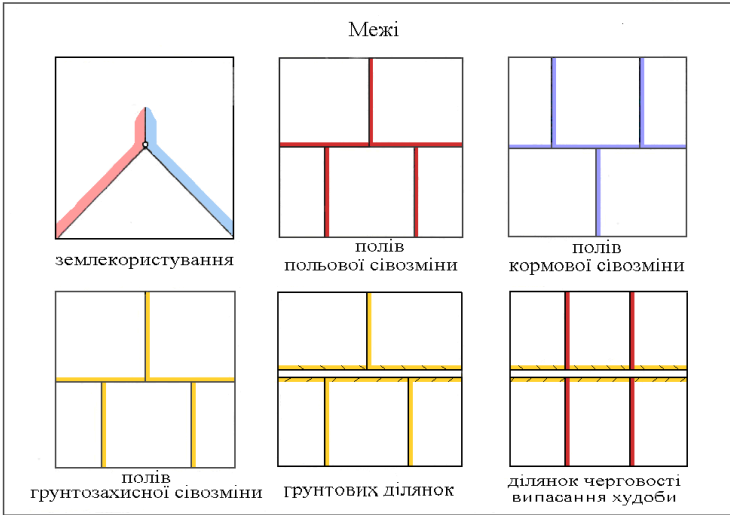 Межі
землекористування
полів
польової сівозміни
полів
кормової сівозміни
полів
грунтозахисної сівозміни
грунтових ділянок
ділянок черговості
випасання худоби